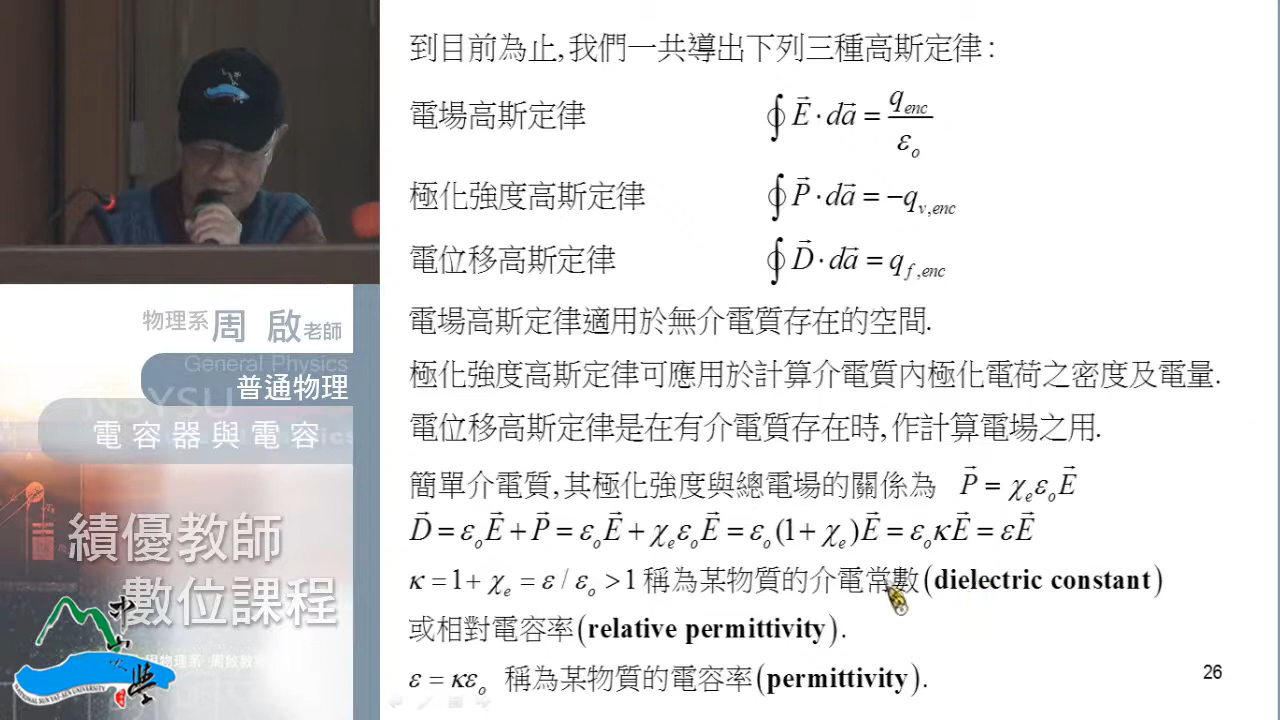 到目前為止,我們一共導出下列三種高斯定律:
電場高斯定律 ∮E⃗·da⃗ = q_enc/ε_o
極化強度高斯定律 ∮P⃗·da⃗ = −q_v,enc
電位移高斯定律 ∮D⃗·da⃗ = q_f,enc
電場高斯定律適用於無介電質存在的空間.
極化強度高斯定律可應用於計算介電質內極化電荷之密度及電量.
電位移高斯定律是在有介電質存在時,作計算電場之用.
簡單介電質,其極化強度與總電場的關係為 P⃗ = χ_eε_oE⃗
D⃗ = ε_oE⃗ + P⃗ = ε_oE⃗ + χ_eε_oE⃗ = ε_o(1+χ_e)E⃗ = ε_oκE⃗ = εE⃗
κ = 1+χ_e = ε/ε_o > 1 稱為某物質的介電常數(dielectric constant)
或相對電容率(relative permittivity).
ε = κε_o 稱為某物質的電容率(permittivity).
26
物理系周啟老師
General Physics
普通物理
NSYSU
電容器與電容
績優教師
數位課程